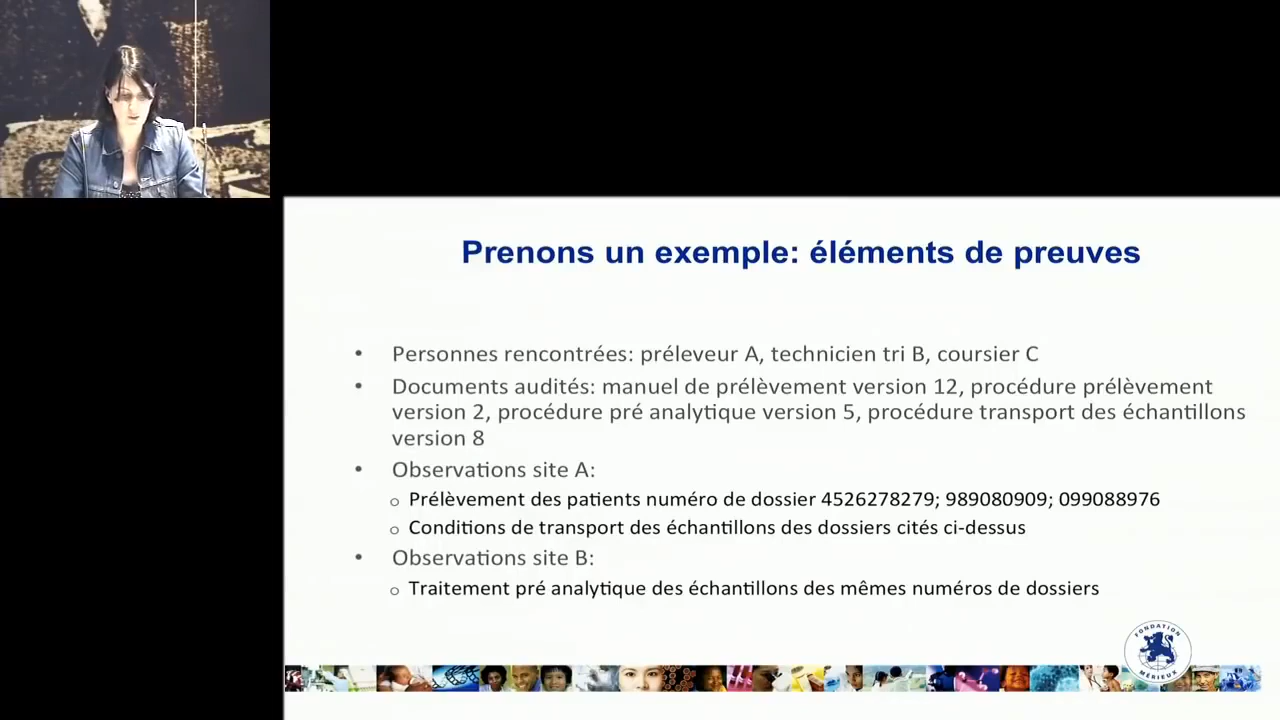 Prenons un exemple: éléments de preuves
• Personnes rencontrées: préleveur A, technicien tri B, coursier C
• Documents audités: manuel de prélèvement version 12, procédure prélèvement
version 2, procédure pré analytique version 5, procédure transport des échantillons
version 8
• Observations site A:
o Prélèvement des patients numéro de dossier 4526278279; 989080909; 099088976
o Conditions de transport des échantillons des dossiers cités ci-dessus
• Observations site B:
o Traitement pré analytique des échantillons des mêmes numéros de dossiers
FONDATION
MÉRIEUX